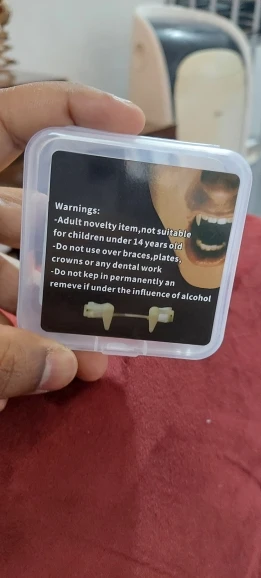 Warnings:
-Adult novelty item,not suitable
for children under 14 years old
-Do not use over braces,plates,
crowns or any dental work
-Do not kep in permanently an
remeve if under the influence of alcohol